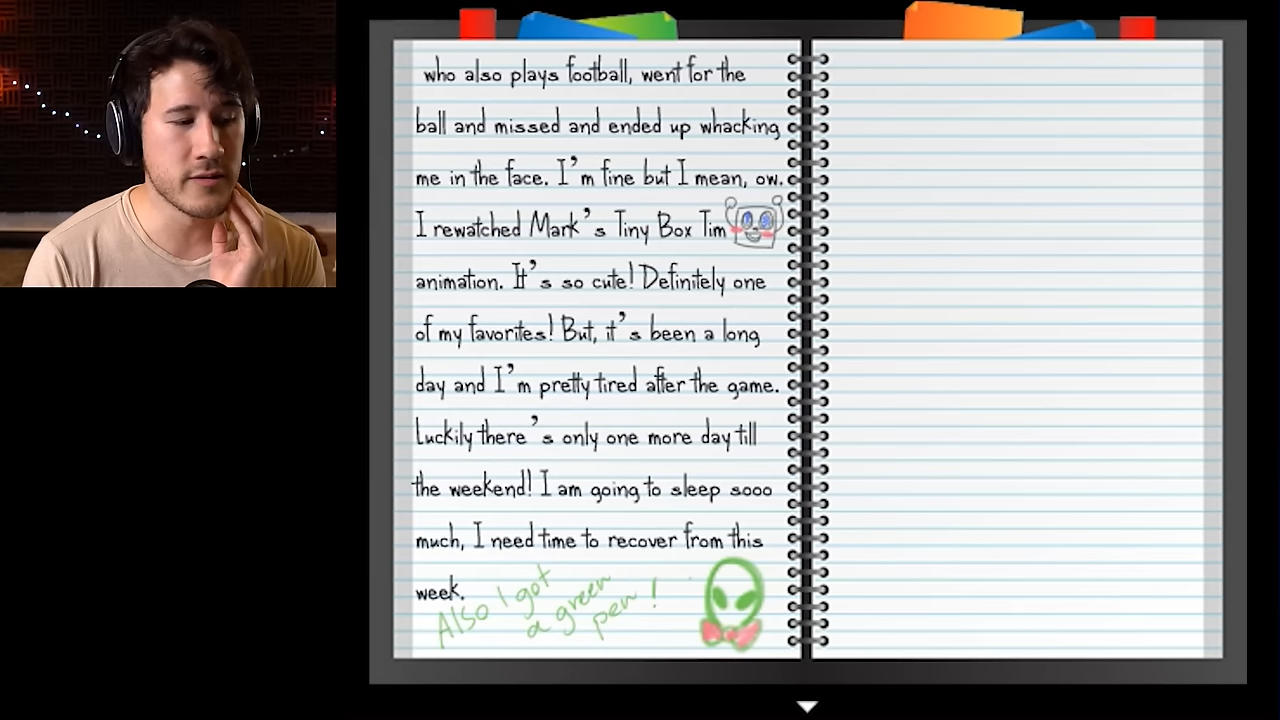 who also plays football, went for the
ball and missed and ended up whacking
me in the face. I'm fine but I mean, ow.
I rewatched Mark's Tiny Box Tim
animation. It's so cute! Definitely one
of my favorites! But, it's been a long
day and I'm pretty tired after the game.
Luckily there's only one more day till
the weekend! I am going to sleep sooo
much, I need time to recover from this
week.
Also I got
a green
pen!